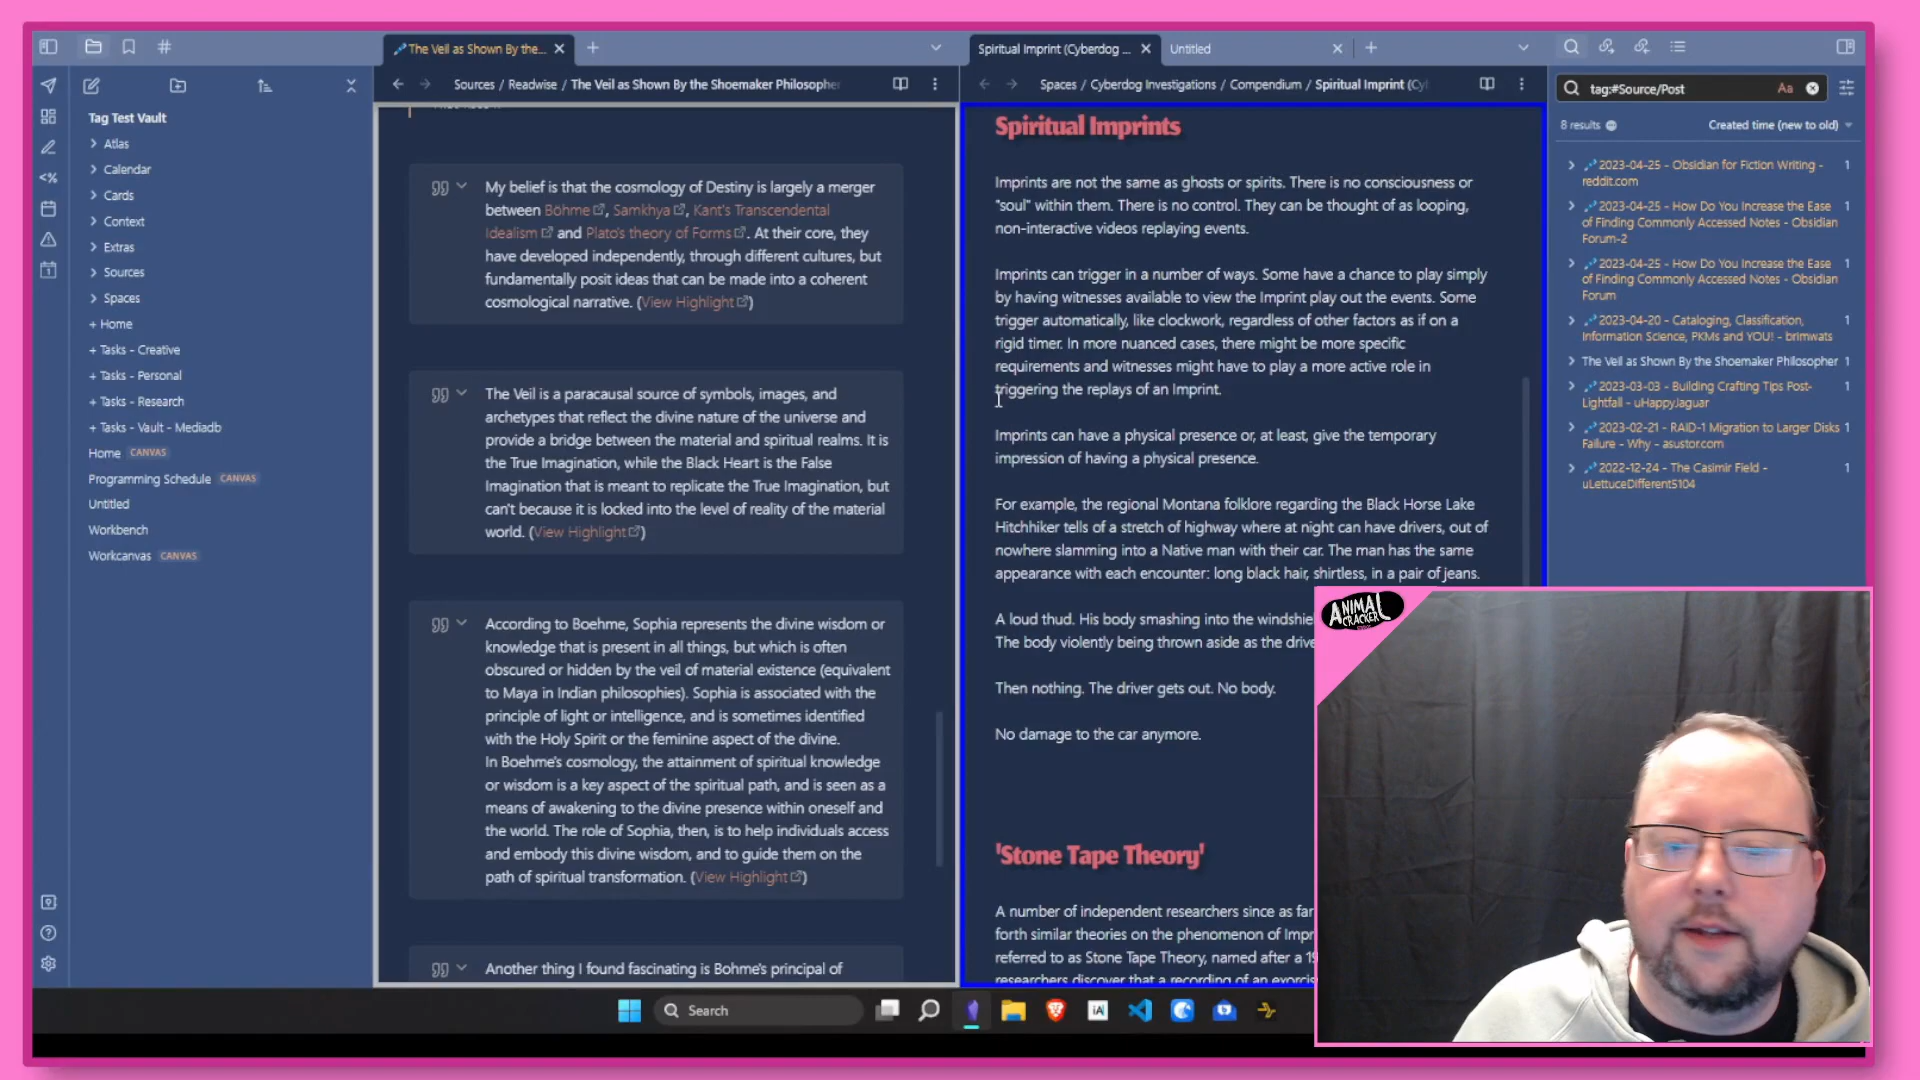 The Veil as Shown By the...
Spiritual Imprint (Cyberdog ...
Untitled
Sources / Readwise / The Veil as Shown By the Shoemaker Philosopher
Spaces / Cyberdog Investigations / Compendium / Spiritual Imprint (Cy
tag:#Source/Post
Aa
8 results
Created time (new to old)
Tag Test Vault
Atlas
Calendar
Cards
Context
Extras
Sources
Spaces
+ Home
+ Tasks - Creative
+ Tasks - Personal
+ Tasks - Research
+ Tasks - Vault - Mediadb
Home CANVAS
Programming Schedule CANVAS
Untitled
Workbench
Workcanvas CANVAS
My belief is that the cosmology of Destiny is largely a merger
between Böhme, Samkhya, Kant's Transcendental
Idealism and Plato's theory of Forms. At their core, they
have developed independently, through different cultures, but
fundamentally posit ideas that can be made into a coherent
cosmological narrative. (View Highlight)
The Veil is a paracausal source of symbols, images, and
archetypes that reflect the divine nature of the universe and
provide a bridge between the material and spiritual realms. It is
the True Imagination, while the Black Heart is the False
Imagination that is meant to replicate the True Imagination, but
can't because it is locked into the level of reality of the material
world. (View Highlight)
According to Boehme, Sophia represents the divine wisdom or
knowledge that is present in all things, but which is often
obscured or hidden by the veil of material existence (equivalent
to Maya in Indian philosophies). Sophia is associated with the
principle of light or intelligence, and is sometimes identified
with the Holy Spirit or the feminine aspect of the divine.
In Boehme's cosmology, the attainment of spiritual knowledge
or wisdom is a key aspect of the spiritual path, and is seen as a
means of awakening to the divine presence within oneself and
the world. The role of Sophia, then, is to help individuals access
and embody this divine wisdom, and to guide them on the
path of spiritual transformation. (View Highlight)
Another thing I found fascinating is Bohme's principal of
Spiritual Imprints
Imprints are not the same as ghosts or spirits. There is no consciousness or
"soul" within them. There is no control. They can be thought of as looping,
non-interactive videos replaying events.
Imprints can trigger in a number of ways. Some have a chance to play simply
by having witnesses available to view the Imprint play out the events. Some
trigger automatically, like clockwork, regardless of other factors as if on a
rigid timer. In more nuanced cases, there might be more specific
requirements and witnesses might have to play a more active role in
triggering the replays of an Imprint.
Imprints can have a physical presence or, at least, give the temporary
impression of having a physical presence.
For example, the regional Montana folklore regarding the Black Horse Lake
Hitchhiker tells of a stretch of highway where at night can have drivers, out of
nowhere slamming into a Native man with their car. The man has the same
appearance with each encounter: long black hair, shirtless, in a pair of jeans.
A loud thud. His body smashing into the windshie
The body violently being thrown aside as the drive
Then nothing. The driver gets out. No body.
No damage to the car anymore.
'Stone Tape Theory'
A number of independent researchers since as far
forth similar theories on the phenomenon of Impr
referred to as Stone Tape Theory, named after a 19
researchers discover that a recording of an exorcis
2023-04-25 - Obsidian for Fiction Writing - 1
reddit.com
2023-04-25 - How Do You Increase the Ease 1
of Finding Commonly Accessed Notes - Obsidian
Forum-2
2023-04-25 - How Do You Increase the Ease 1
of Finding Commonly Accessed Notes - Obsidian
Forum
2023-04-20 - Cataloging, Classification, 1
Information Science, PKMs and YOU! - brimwats
The Veil as Shown By the Shoemaker Philosopher 1
2023-03-03 - Building Crafting Tips Post- 1
Lightfall - uHappyJaguar
2023-02-21 - RAID-1 Migration to Larger Disks 1
Failure - Why - asustor.com
2022-12-24 - The Casimir Field - 1
uLettuceDifferent5104
ANIMAL
CRACKER
Search
iA